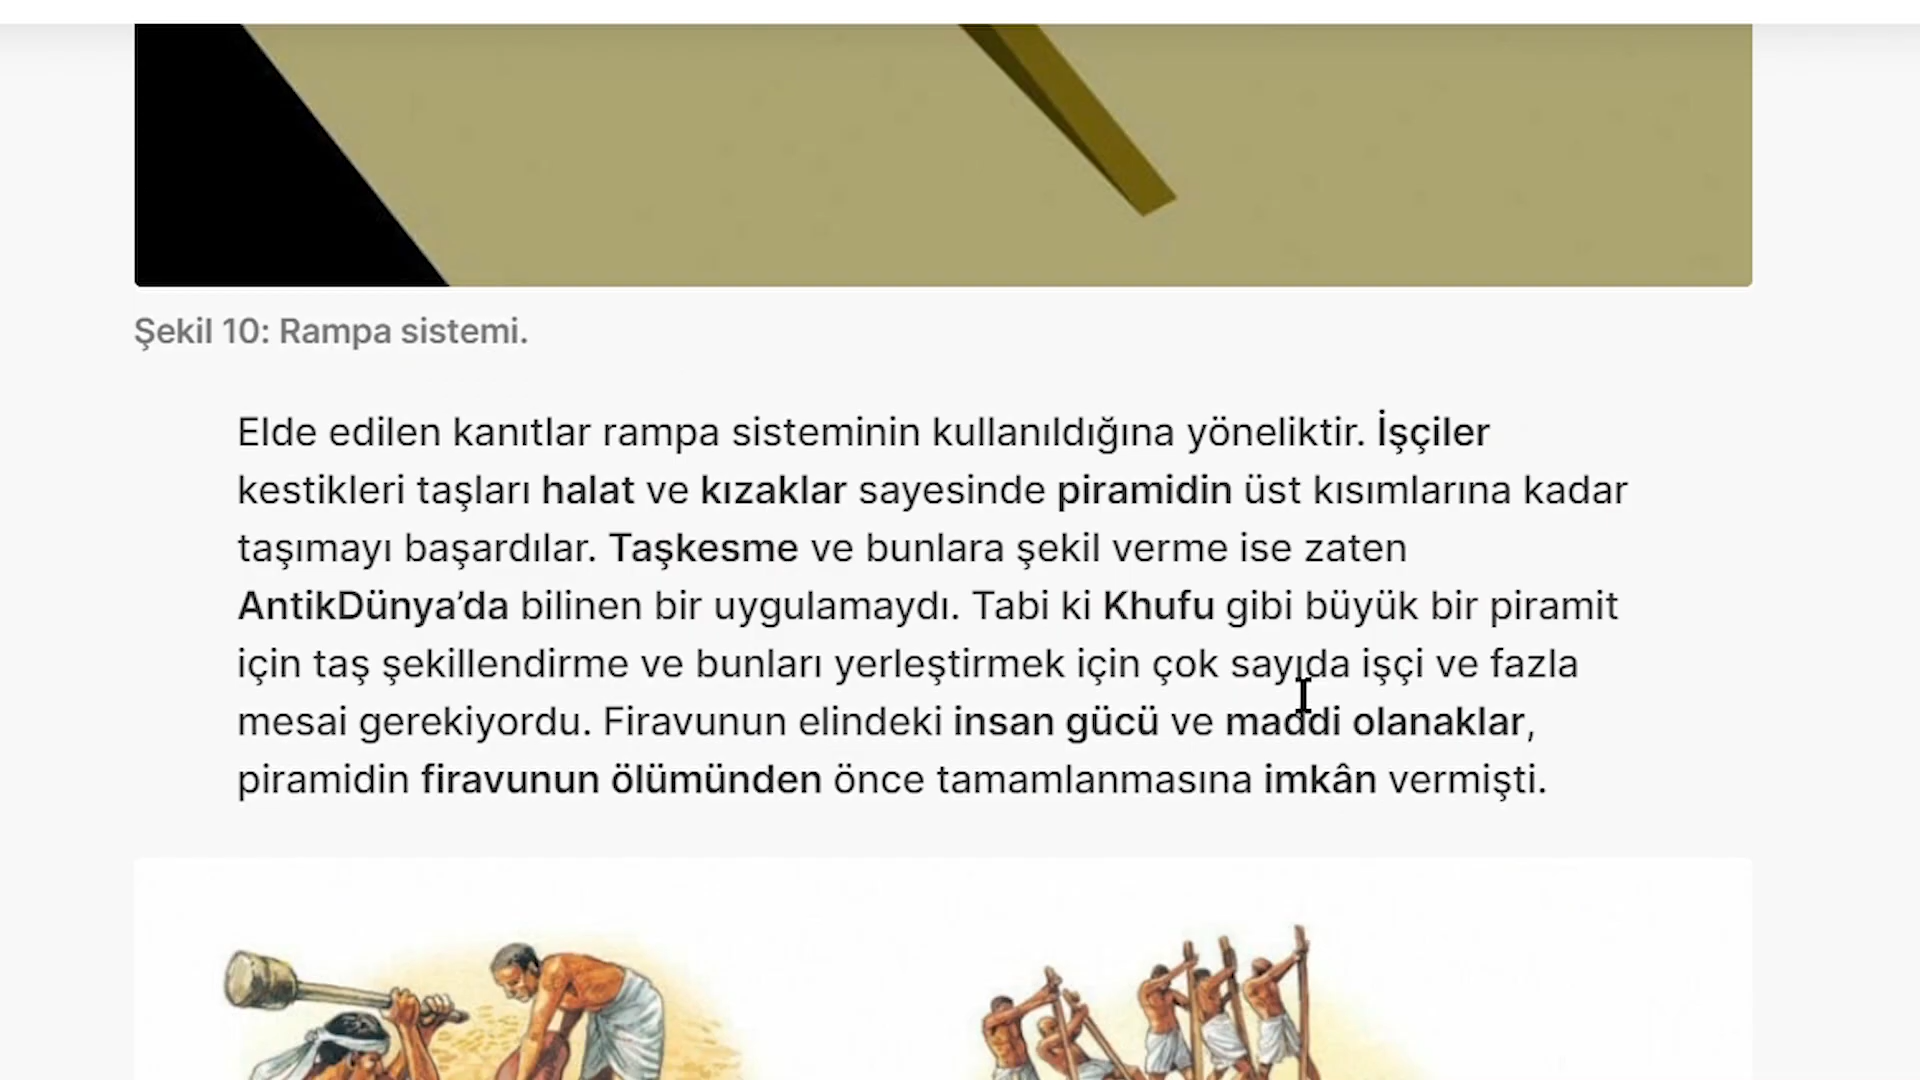 Şekil 10: Rampa sistemi.
Elde edilen kanıtlar rampa sisteminin kullanıldığına yöneliktir. İşçiler
kestikleri taşları halat ve kızaklar sayesinde piramidin üst kısımlarına kadar
taşımayı başardılar. Taşkesme ve bunlara şekil verme ise zaten
AntikDünya’da bilinen bir uygulamaydı. Tabi ki Khufu gibi büyük bir piramit
için taş şekillendirme ve bunları yerleştirmek için çok sayıda işçi ve fazla
mesai gerekiyordu. Firavunun elindeki insan gücü ve maddi olanaklar,
piramidin firavunun ölümünden önce tamamlanmasına imkân vermişti.